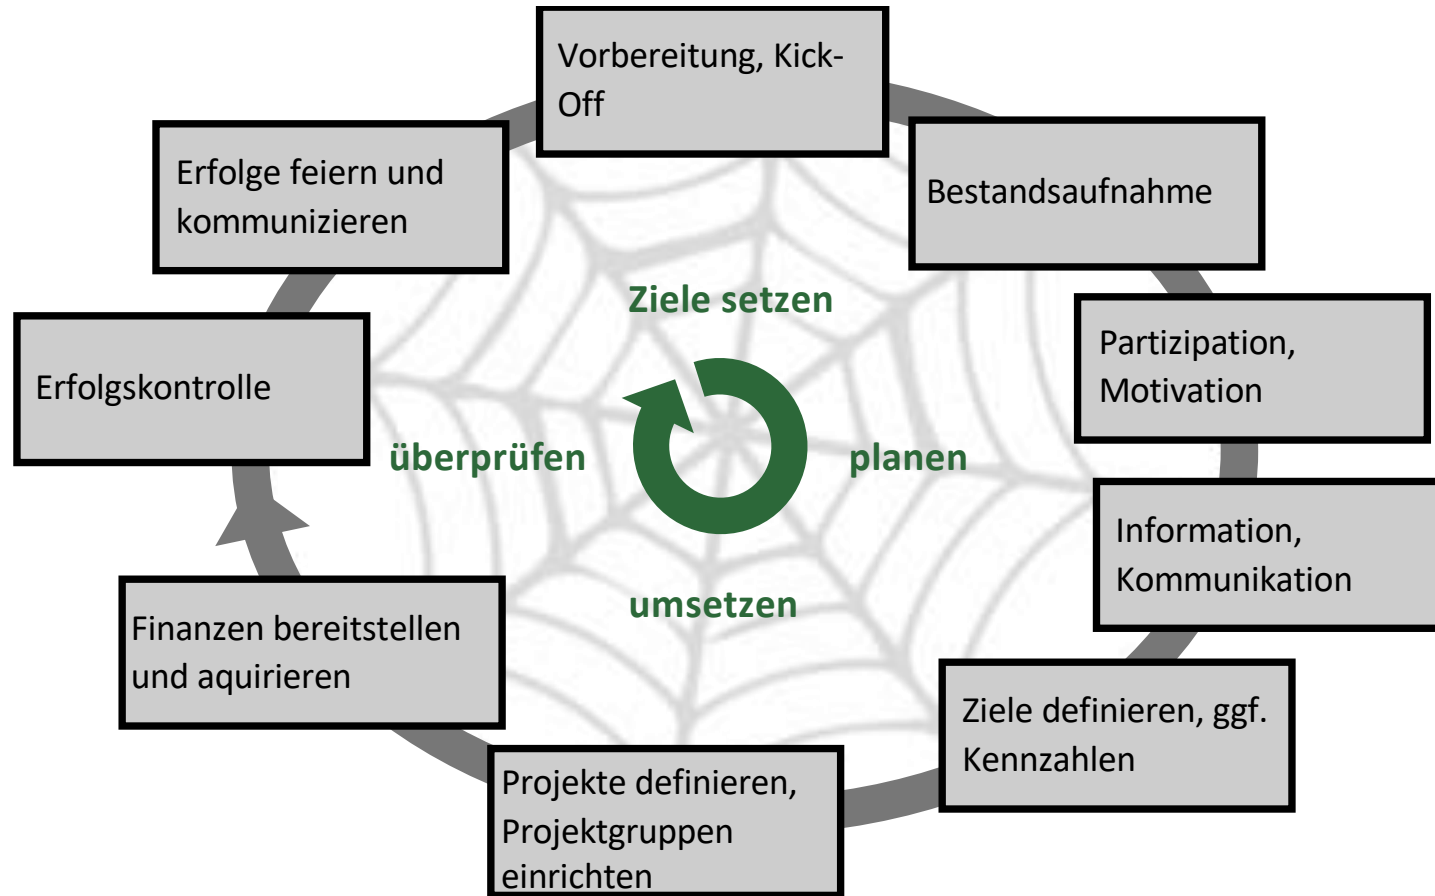 Vorbereitung, Kick-
Off
Bestandsaufnahme
Partizipation,
Motivation
Information,
Kommunikation
Ziele definieren, ggf.
Kennzahlen
Projekte definieren,
Projektgruppen
einrichten
Finanzen bereitstellen
und aquirieren
Erfolgskontrolle
Erfolge feiern und
kommunizieren
Ziele setzen
planen
umsetzen
überprüfen